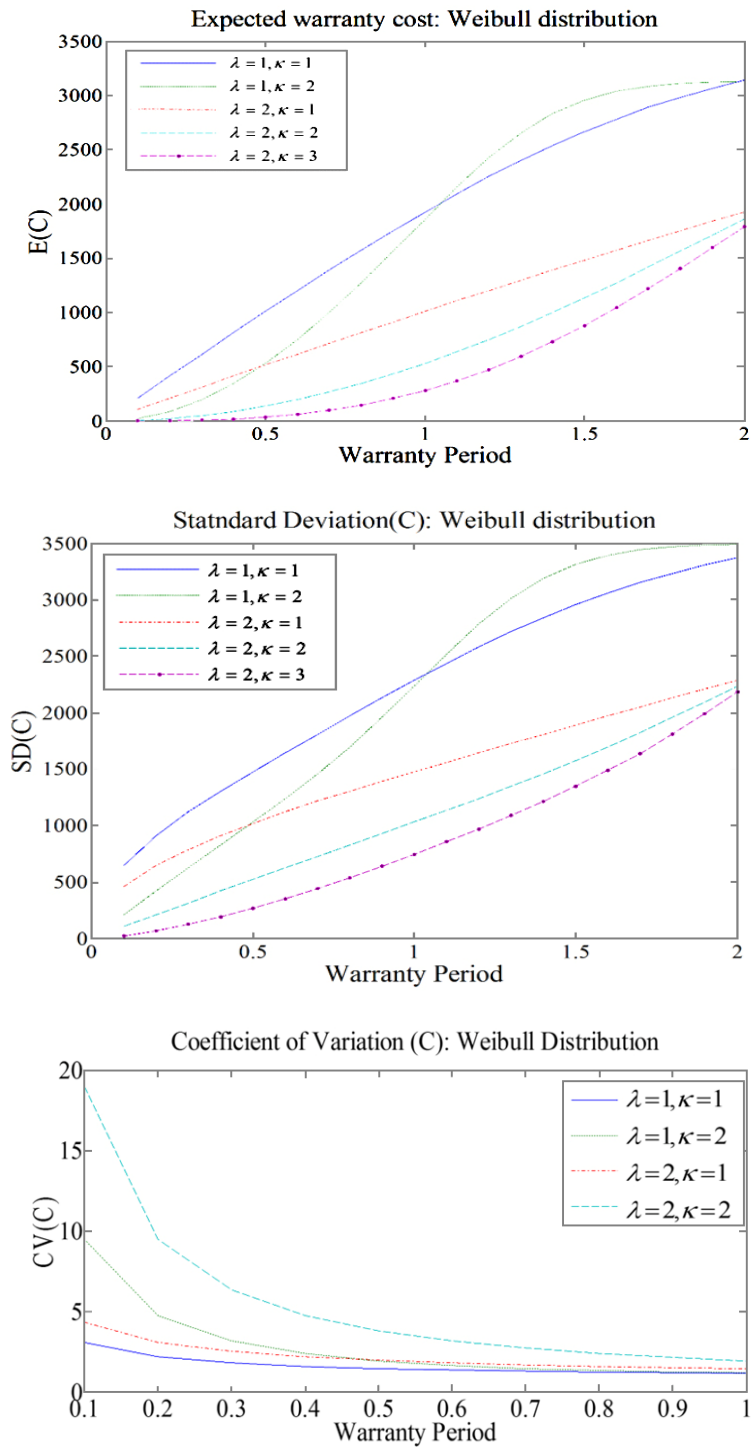 Expected warranty cost: Weibull distribution
3500
3000
2500
2000
1500
1000
500
0
E(C)
λ = 1, κ = 1
λ = 1, κ = 2
λ = 2, κ = 1
λ = 2, κ = 2
λ = 2, κ = 3
0 0.5 1 1.5 2
Warranty Period
Statndard Deviation(C): Weibull distribution
3500
3000
2500
2000
1500
1000
500
0
SD(C)
λ = 1, κ = 1
λ = 1, κ = 2
λ = 2, κ = 1
λ = 2, κ = 2
λ = 2, κ = 3
0 0.5 1 1.5 2
Warranty Period
Coefficient of Variation (C): Weibull Distribution
20
15
10
5
0
CV(C)
λ=1,κ=1
λ=1,κ=2
λ=2,κ=1
λ=2,κ=2
0.1 0.2 0.3 0.4 0.5 0.6 0.7 0.8 0.9 1
Warranty Period